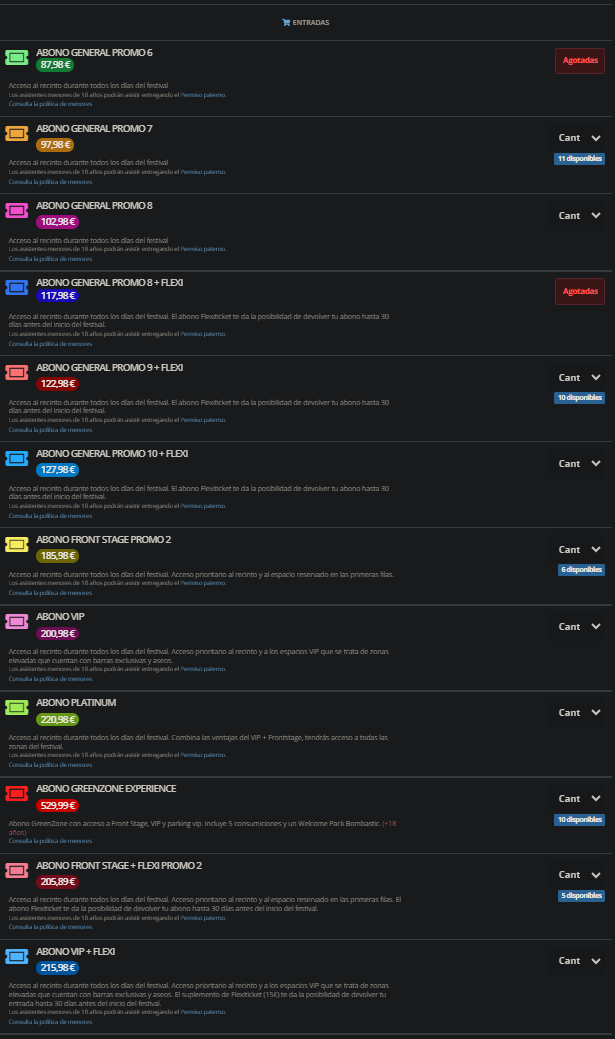 ENTRADAS
ABONO GENERAL PROMO 6
87,98 €
Agotadas
Acceso al recinto durante todos los días del festival
Los asistentes menores de 18 años podrán asistir entregando el Permiso paterno.
Consulta la política de menores
ABONO GENERAL PROMO 7
97,98 €
Cant
11 disponibles
Acceso al recinto durante todos los días del festival
Los asistentes menores de 18 años podrán asistir entregando el Permiso paterno.
Consulta la política de menores
ABONO GENERAL PROMO 8
102,98 €
Cant
Acceso al recinto durante todos los días del festival
Los asistentes menores de 18 años podrán asistir entregando el Permiso paterno.
Consulta la política de menores
ABONO GENERAL PROMO 8 + FLEXI
117,98 €
Agotadas
Acceso al recinto durante todos los días del festival. El abono Flexiticket te da la posibilidad de devolver tu abono hasta 30
días antes del inicio del festival.
Los asistentes menores de 18 años podrán asistir entregando el Permiso paterno.
Consulta la política de menores
ABONO GENERAL PROMO 9 + FLEXI
122,98 €
Cant
10 disponibles
Acceso al recinto durante todos los días del festival. El abono Flexiticket te da la posibilidad de devolver tu abono hasta 30
días antes del inicio del festival.
Los asistentes menores de 18 años podrán asistir entregando el Permiso paterno.
Consulta la política de menores
ABONO GENERAL PROMO 10 + FLEXI
127,98 €
Cant
Acceso al recinto durante todos los días del festival. El abono Flexiticket te da la posibilidad de devolver tu abono hasta 30
días antes del inicio del festival.
Los asistentes menores de 18 años podrán asistir entregando el Permiso paterno.
Consulta la política de menores
ABONO FRONT STAGE PROMO 2
185,98 €
Cant
6 disponibles
Acceso al recinto durante todos los días del festival. Acceso prioritario al recinto y al espacio reservado en las primeras filas.
Los asistentes menores de 18 años podrán asistir entregando el Permiso paterno.
Consulta la política de menores
ABONO VIP
200,98 €
Cant
Acceso al recinto durante todos los días del festival. Acceso prioritario al recinto y a los espacios VIP que se trata de zonas
elevadas que cuentan con barras exclusivas y aseos.
Los asistentes menores de 18 años podrán asistir entregando el Permiso paterno.
Consulta la política de menores
ABONO PLATINUM
220,98 €
Cant
Acceso al recinto durante todos los días del festival. Combina las ventajas del VIP + Frontstage, tendrás acceso a todas las
zonas del festival.
Los asistentes menores de 18 años podrán asistir entregando el Permiso paterno.
Consulta la política de menores
ABONO GREENZONE EXPERIENCE
529,99 €
Cant
10 disponibles
Abono GreenZone con acceso a Front Stage, VIP y parking vip. Incluye 5 consumiciones y un Welcome Pack Bombastic. (+18
años)
Consulta la política de menores
ABONO FRONT STAGE + FLEXI PROMO 2
205,89 €
Cant
5 disponibles
Acceso al recinto durante todos los días del festival. Acceso prioritario al recinto y al espacio reservado en las primeras filas. El
abono Flexiticket te da la posibilidad de devolver tu abono hasta 30 días antes del inicio del festival.
Los asistentes menores de 18 años podrán asistir entregando el Permiso paterno.
Consulta la política de menores
ABONO VIP + FLEXI
215,98 €
Cant
Acceso al recinto durante todos los días del festival. Acceso prioritario al recinto y a los espacios VIP que se trata de zonas
elevadas que cuentan con barras exclusivas y aseos. El suplemento de Flexiticket (15€) te da la posibilidad de devolver tu
entrada hasta 30 días antes del inicio del festival.
Los asistentes menores de 18 años podrán asistir entregando el Permiso paterno.
Consulta la política de menores